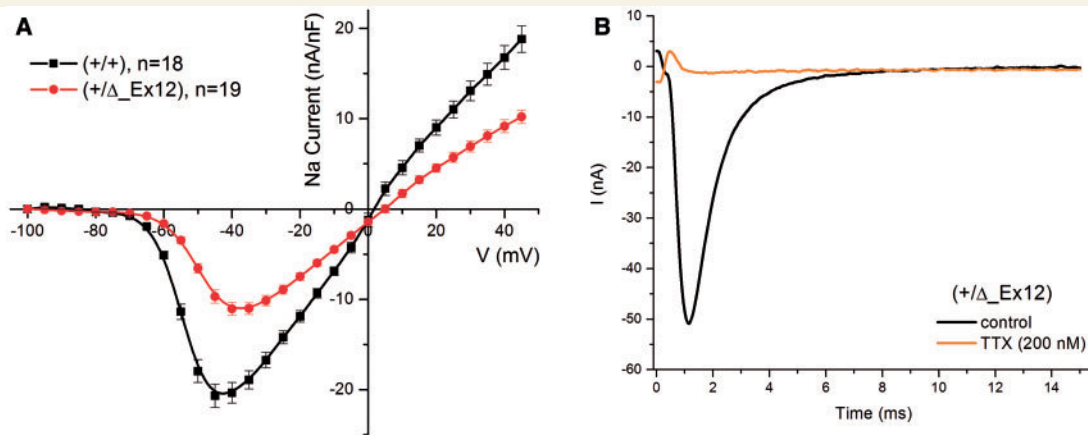 A
(+/+), n=18
(+/Δ_Ex12), n=19
Na Current (nA/nF)
20
10
0
-10
-20
-100
-80
-60
-40
-20
0
20
40
V (mV)
B
I (nA)
10
0
-10
-20
-30
-40
-50
-60
0
2
4
6
8
10
12
14
Time (ms)
(+/Δ_Ex12)
control
TTX (200 nM)